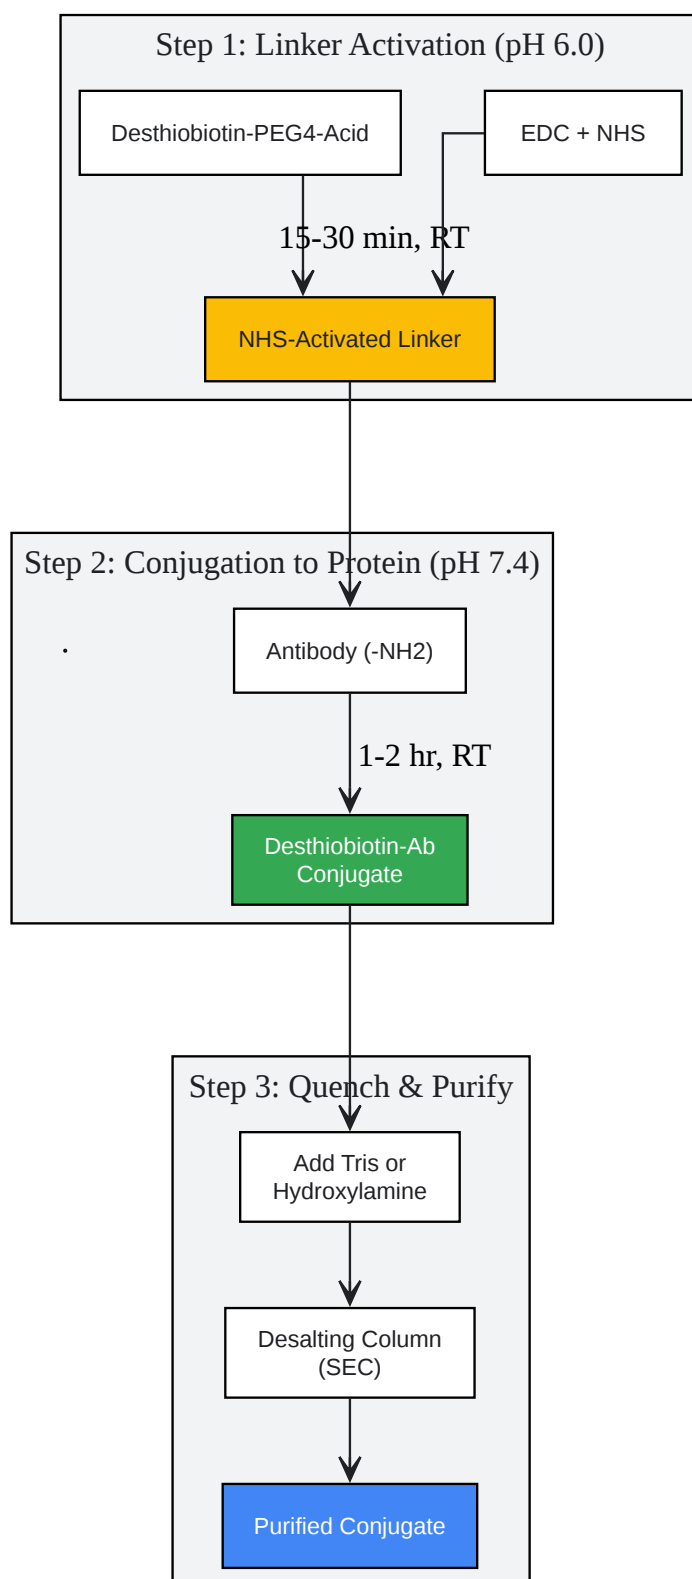 Step 1: Linker Activation (pH 6.0)
Desthiobiotin-PEG4-Acid
EDC + NHS
15-30 min, RT
NHS-Activated Linker
Step 2: Conjugation to Protein (pH 7.4)
.
Antibody (-NH2)
1-2 hr, RT
Desthiobiotin-Ab
Conjugate
Step 3: Quench & Purify
Add Tris or
Hydroxylamine
Desalting Column
(SEC)
Purified Conjugate